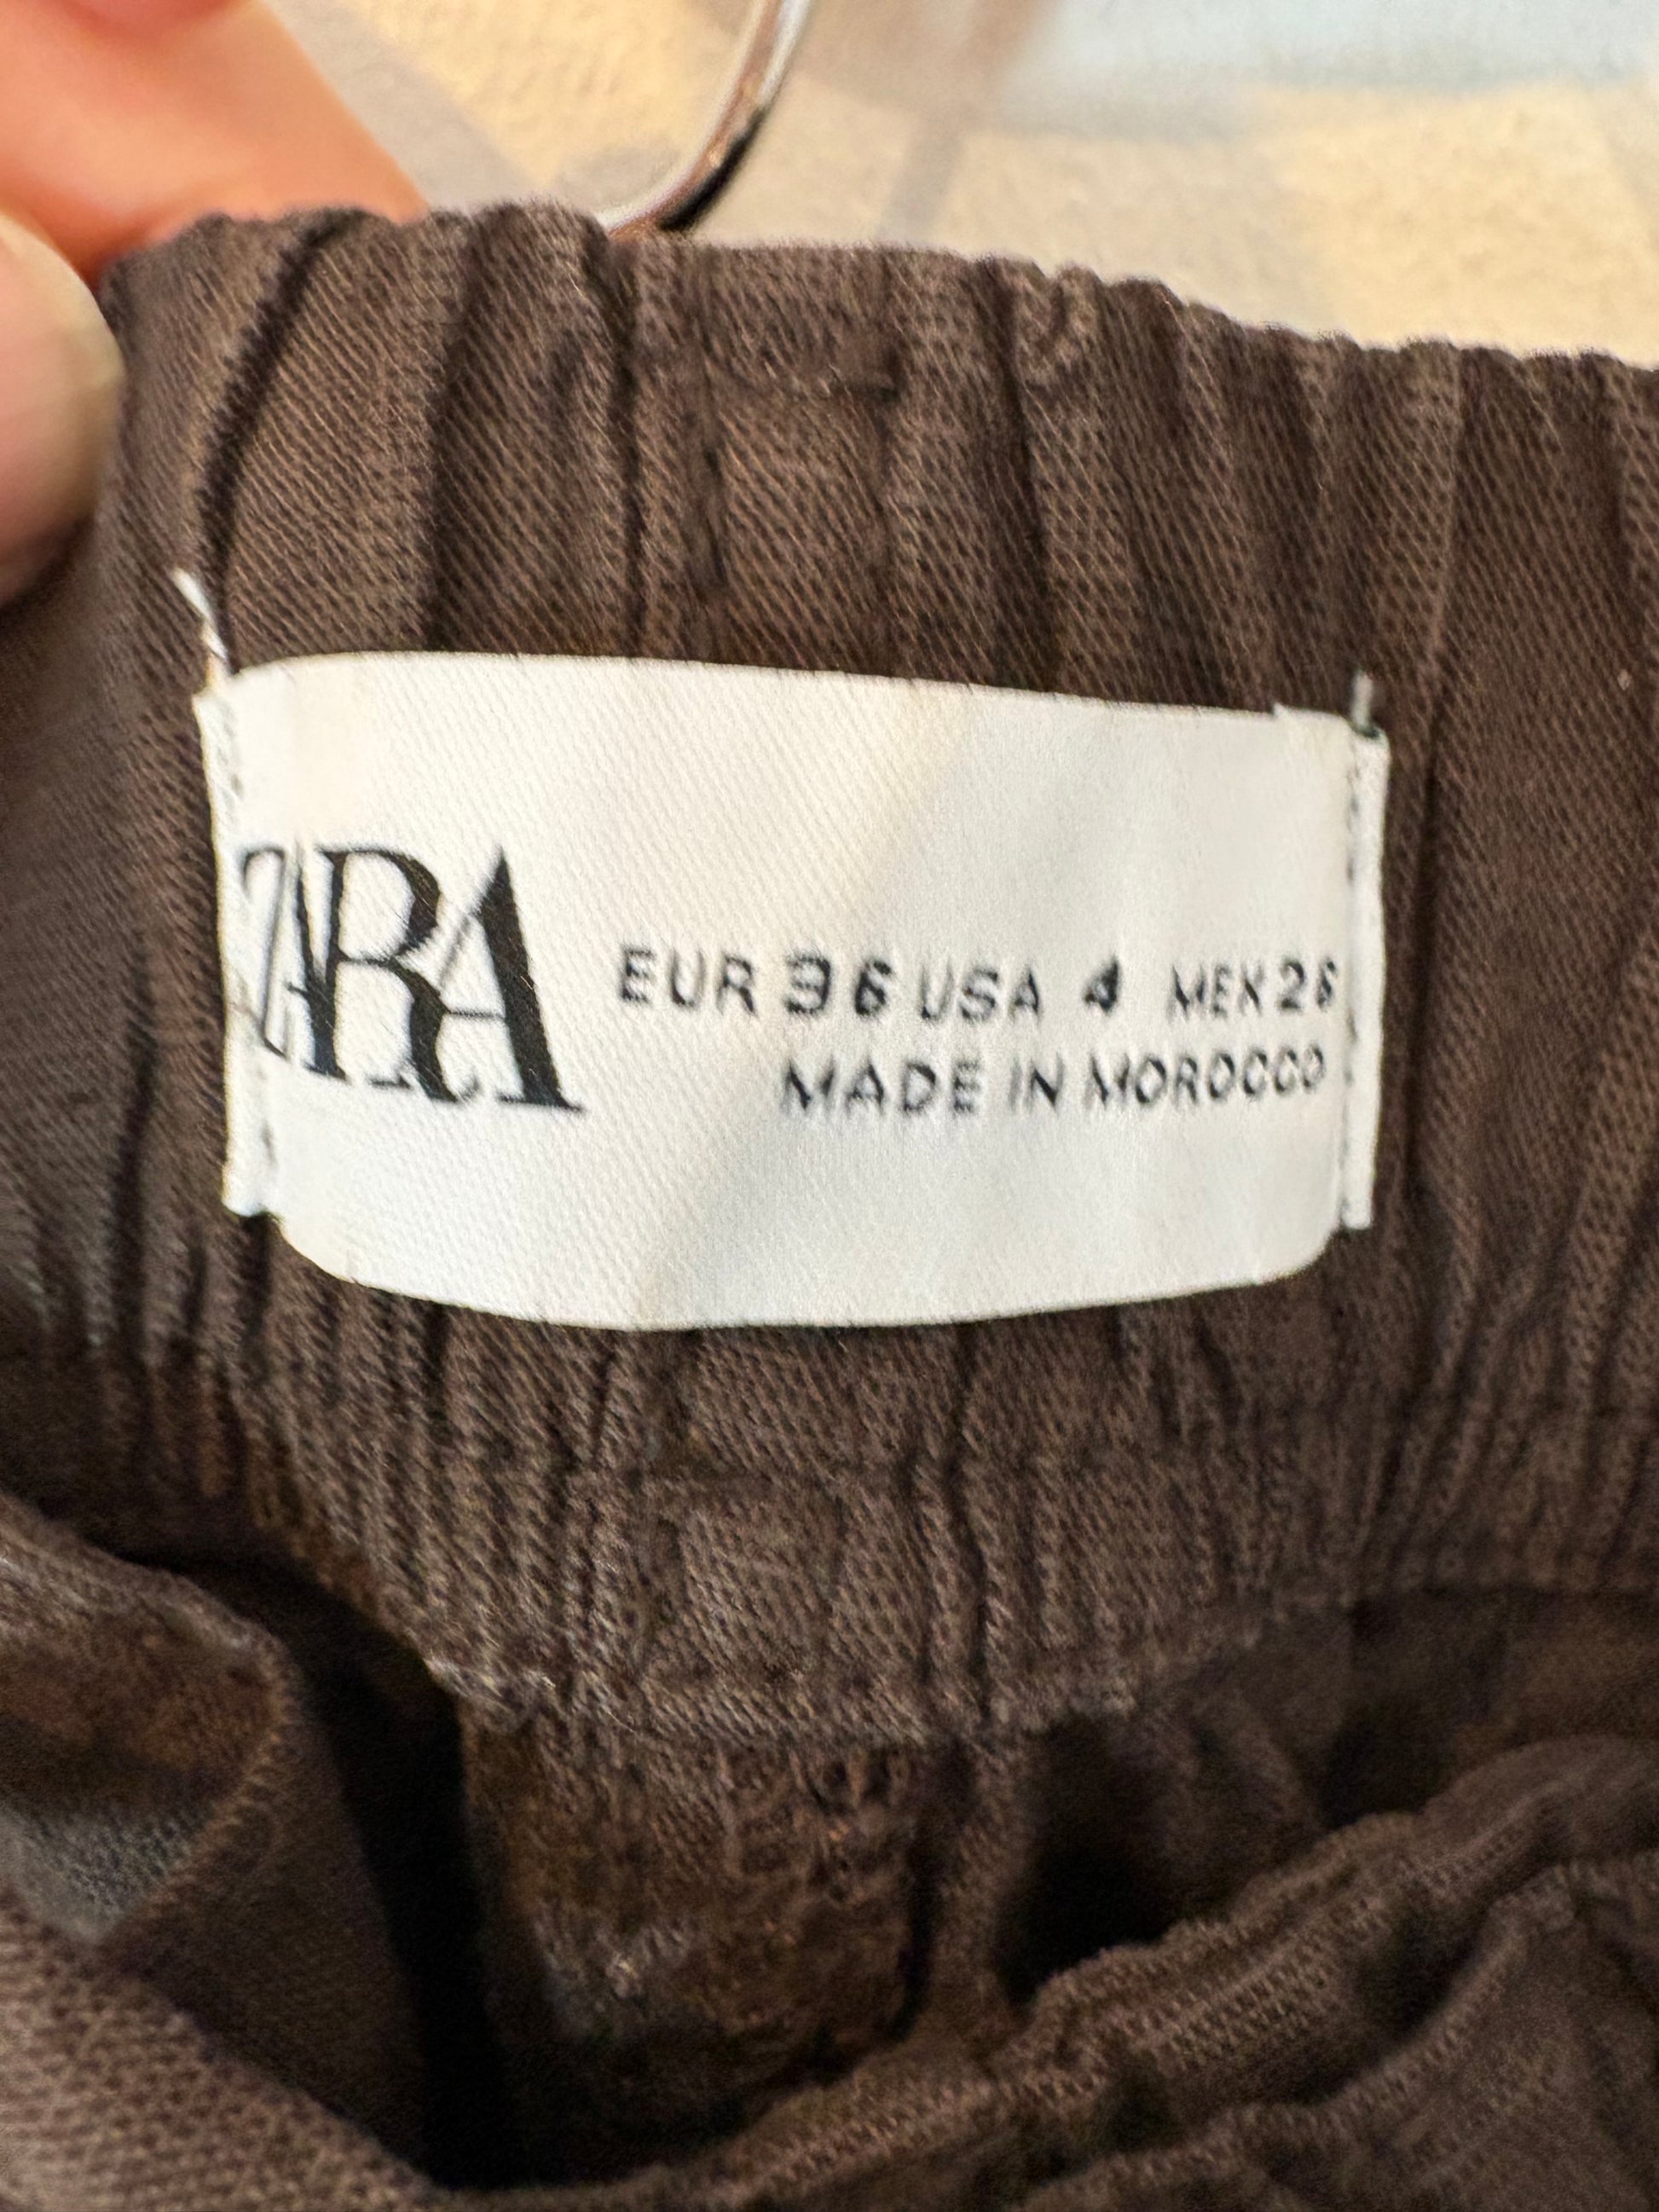 ZARA
EUR 36 USA 4 MEX 26
MADE IN MOROCCO